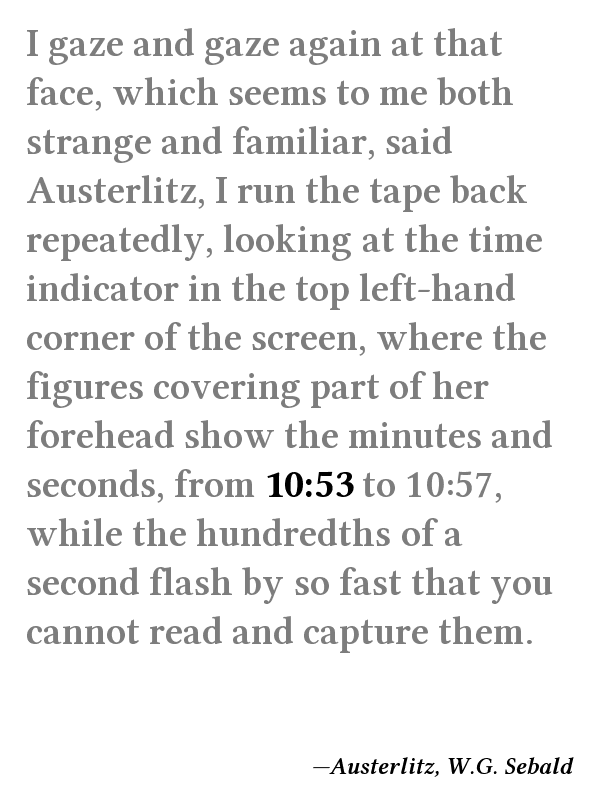 I gaze and gaze again at that
face, which seems to me both
strange and familiar, said
Austerlitz, I run the tape back
repeatedly, looking at the time
indicator in the top left-hand
corner of the screen, where the
figures covering part of her
forehead show the minutes and
seconds, from 10:53 to 10:57,
while the hundredths of a
second flash by so fast that you
cannot read and capture them.
—Austerlitz, W.G. Sebald